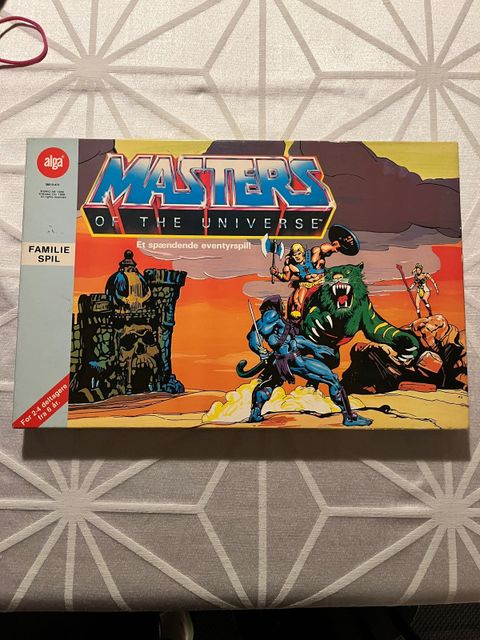 alga
MASTERS
OF THE UNIVERSE
Et spændende eventyrspil!
FAMILIE
SPIL
For 2-4 deltagere
fra 6 år.